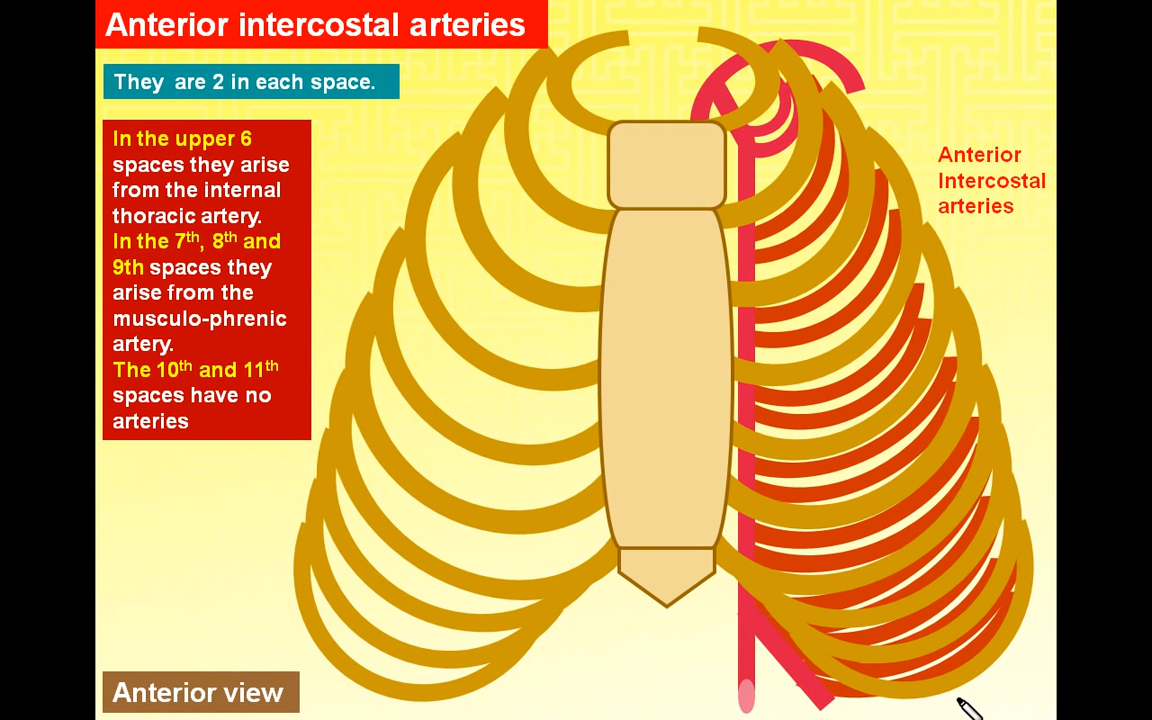 Anterior intercostal arteries
They are 2 in each space.
In the upper 6
spaces they arise
from the internal
thoracic artery.
In the 7th, 8th and
9th spaces they
arise from the
musculo-phrenic
artery.
The 10th and 11th
spaces have no
arteries
Anterior
Intercostal
arteries
Anterior view